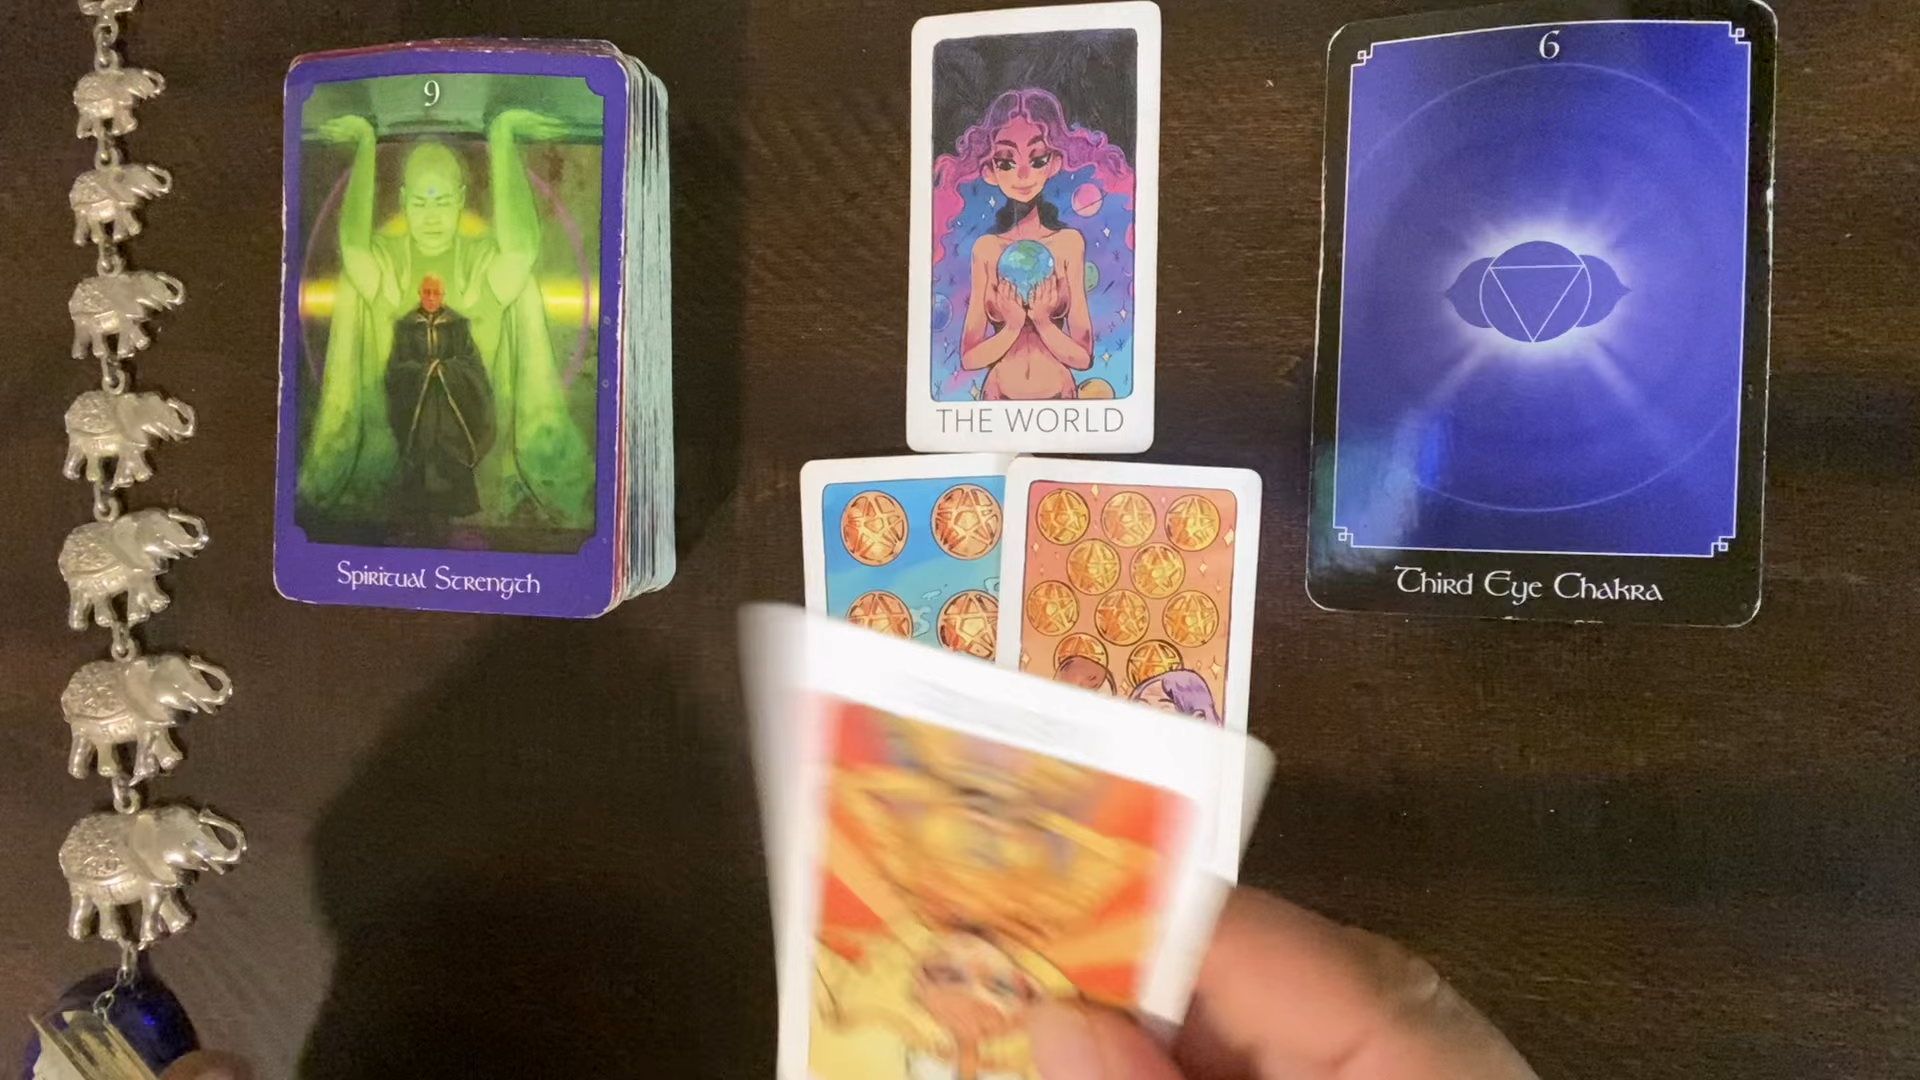 9
Spiritual Strength
THE WORLD
6
Third Eye Chakra